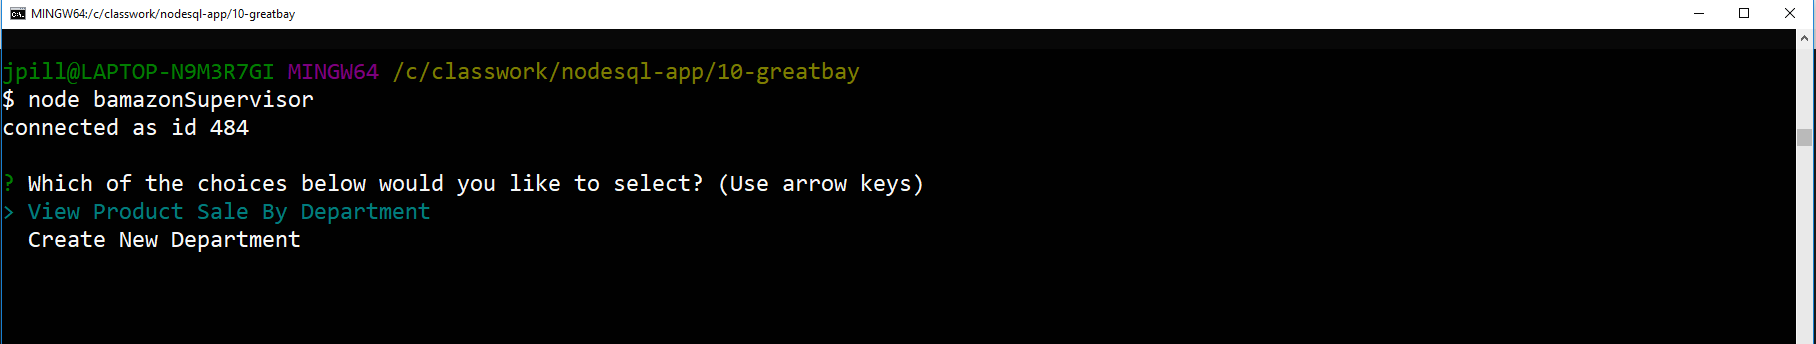 MINGW64:/c/classwork/nodesql-app/10-greatbay
jpill@LAPTOP-N9M3R7GI MINGW64 /c/classwork/nodesql-app/10-greatbay
$ node bamazonSupervisor
connected as id 484
? Which of the choices below would you like to select? (Use arrow keys)
> View Product Sale By Department
Create New Department